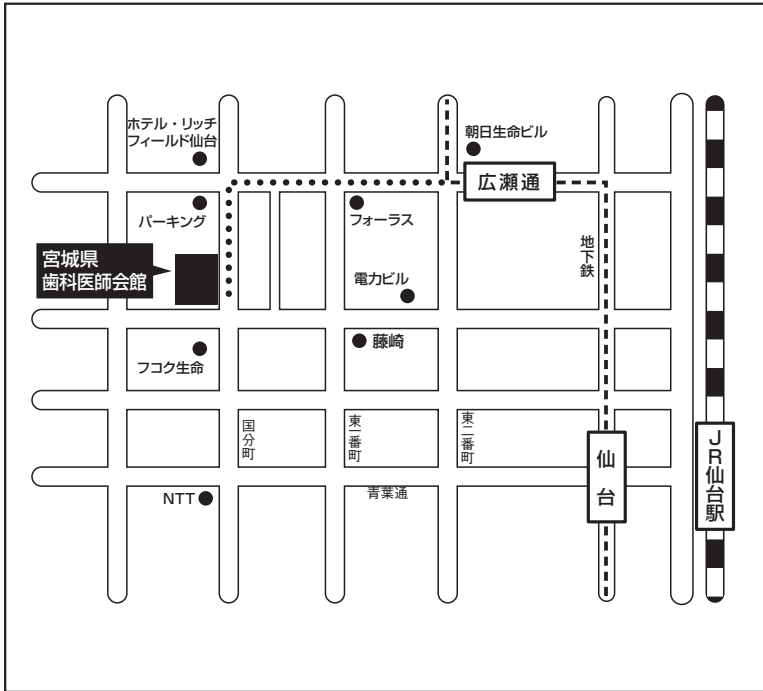 ホテル・リッチ
フィールド仙台
朝日生命ビル
広瀬通
パーキング
フォーラス
地下鉄
宮城県
歯科医師会館
電力ビル
藤崎
フコク生命
国分町
東一番町
東二番町
仙台
JR仙台駅
NTT
青葉通